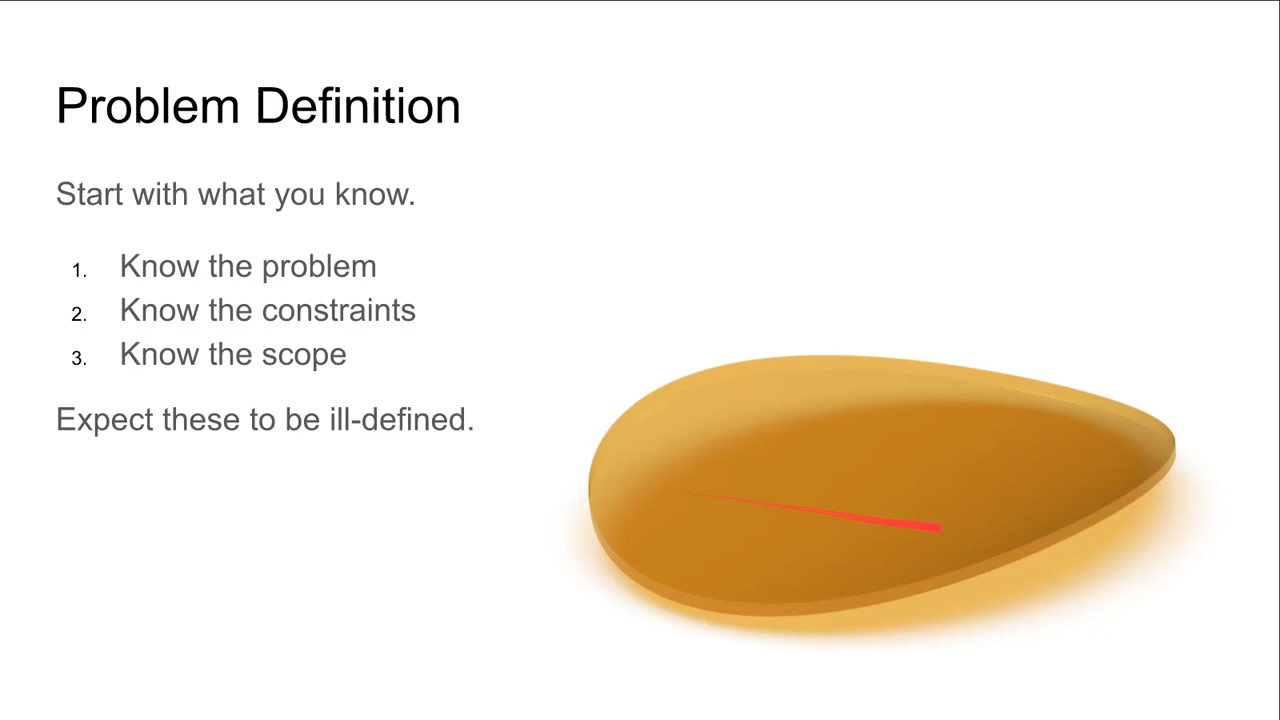 Problem Definition
Start with what you know.
1. Know the problem
2. Know the constraints
3. Know the scope
Expect these to be ill-defined.